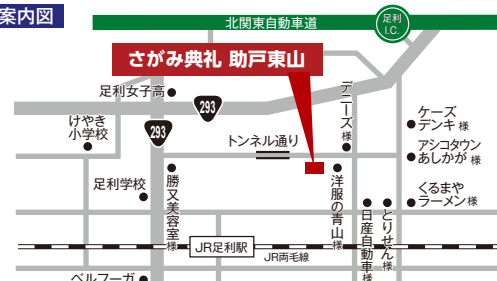 案内図
北関東自動車道
足利
I.C.
さがみ典礼 助戸東山
足利女子高
293
けやき
小学校
293
トンネル通り
デニーズ様
ケーズ
デンキ 様
アシコタウン
あしかが 様
足利学校
勝又美容室様
洋服の青山様
くるまや
ラーメン 様
日産自動車様
とりせん様
JR足利駅
JR両毛線
ベルフーガ